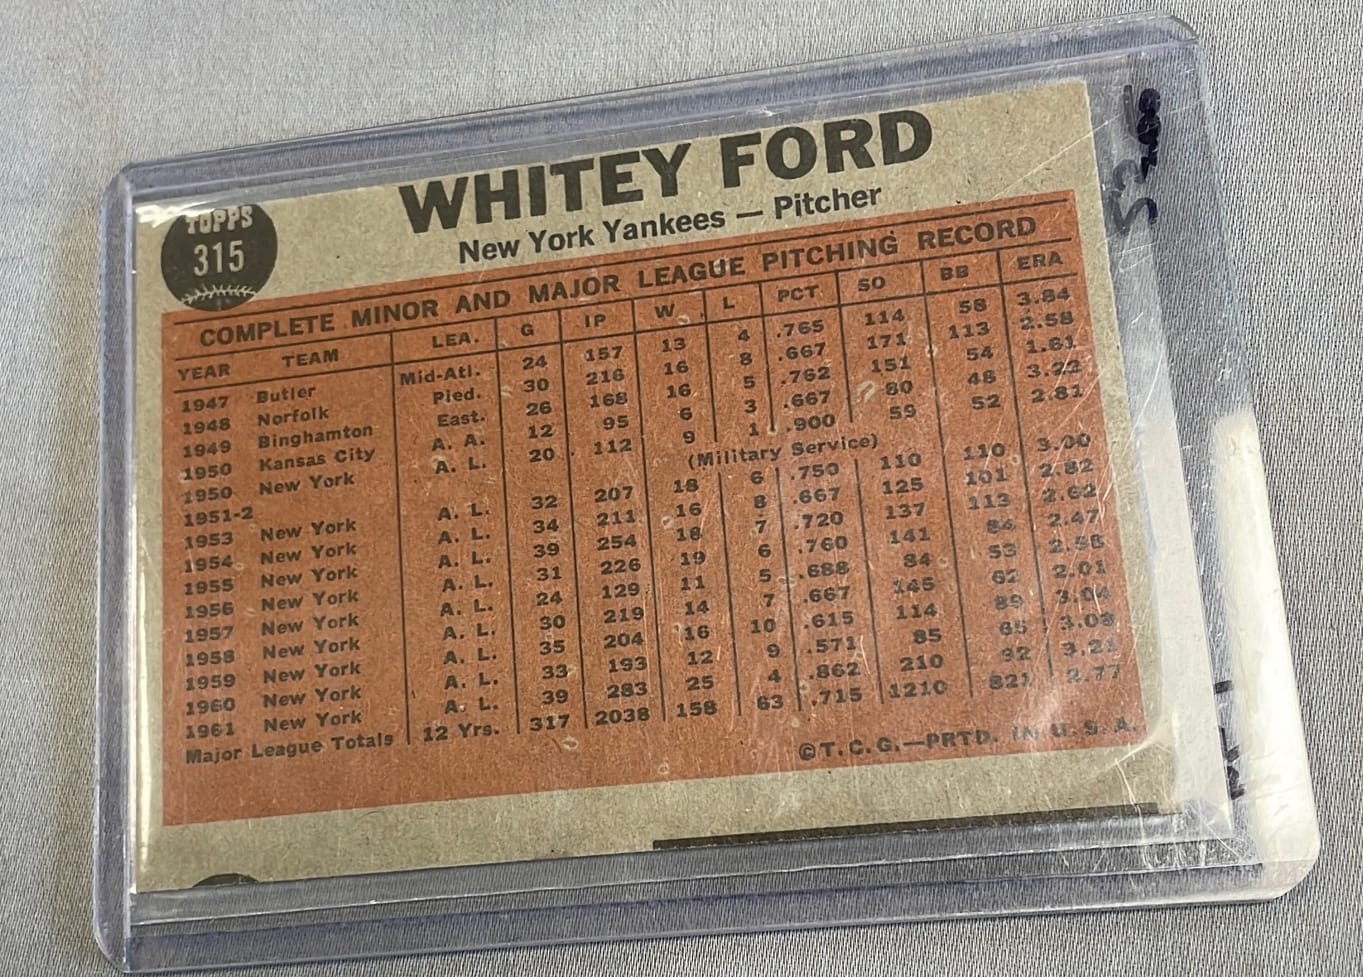 TOPPS
315
WHITEY FORD
New York Yankees — Pitcher
COMPLETE MINOR AND MAJOR LEAGUE PITCHING RECORD
YEAR TEAM LEA. G IP W L PCT SO BB ERA
1947 Butler Mid-Atl. 24 157 13 4 .765 114 58 3.84
1948 Norfolk Pied. 30 216 16 8 .667 171 113 2.58
1949 Binghamton East. 26 168 16 5 .762 151 54 1.61
1950 Kansas City A. A. 12 95 6 3 .667 80 48 3.22
1950 New York A. L. 20 112 9 1 .900 59 52 2.81
1951-2 (Military Service)
1953 New York A. L. 32 207 18 6 .750 110 110 3.00
1954 New York A. L. 34 211 16 8 .667 125 101 2.82
1955 New York A. L. 39 254 18 7 .720 137 113 2.62
1956 New York A. L. 31 226 19 6 .760 141 84 2.47
1957 New York A. L. 24 129 11 5 .688 84 53 2.58
1958 New York A. L. 30 219 14 7 .667 145 62 2.01
1959 New York A. L. 35 204 16 10 .615 114 89 3.04
1960 New York A. L. 33 193 12 9 .571 85 65 3.08
1961 New York A. L. 39 283 25 4 .862 210 92 3.21
Major League Totals 12 Yrs. 317 2038 158 63 .715 1210 821 2.77
©T. C. G.—PRTD. IN U. S. A.